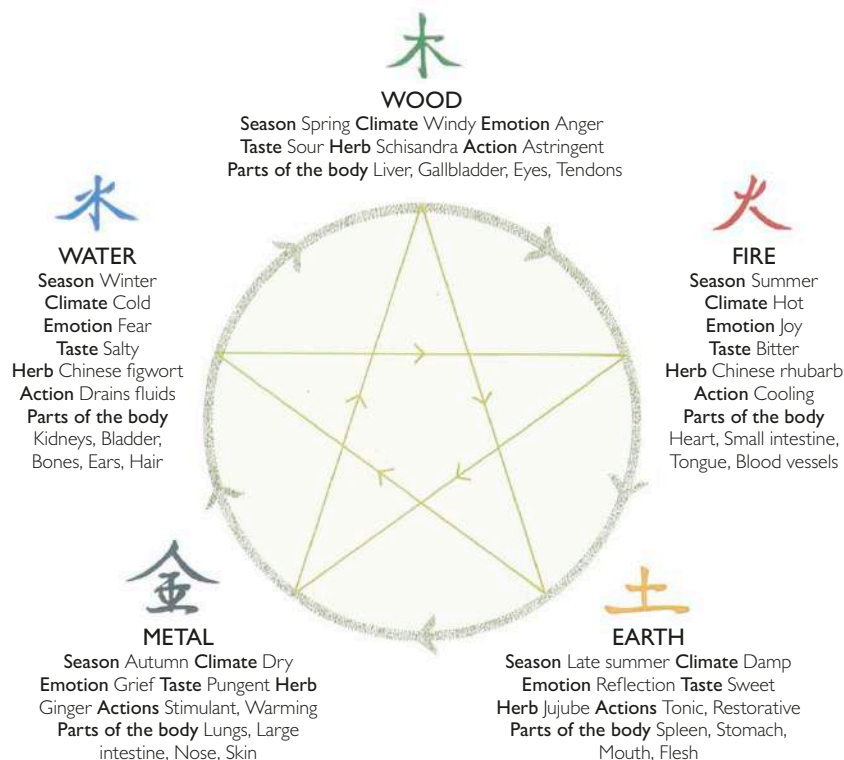 木
WOOD
Season Spring Climate Windy Emotion Anger
Taste Sour Herb Schisandra Action Astringent
Parts of the body Liver, Gallbladder, Eyes, Tendons
水
WATER
Season Winter
Climate Cold
Emotion Fear
Taste Salty
Herb Chinese figwort
Action Drains fluids
Parts of the body
Kidneys, Bladder,
Bones, Ears, Hair
火
FIRE
Season Summer
Climate Hot
Emotion Joy
Taste Bitter
Herb Chinese rhubarb
Action Cooling
Parts of the body
Heart, Small intestine,
Tongue, Blood vessels
金
METAL
Season Autumn Climate Dry
Emotion Grief Taste Pungent Herb
Ginger Actions Stimulant, Warming
Parts of the body Lungs, Large
intestine, Nose, Skin
土
EARTH
Season Late summer Climate Damp
Emotion Reflection Taste Sweet
Herb Jujube Actions Tonic, Restorative
Parts of the body Spleen, Stomach,
Mouth, Flesh